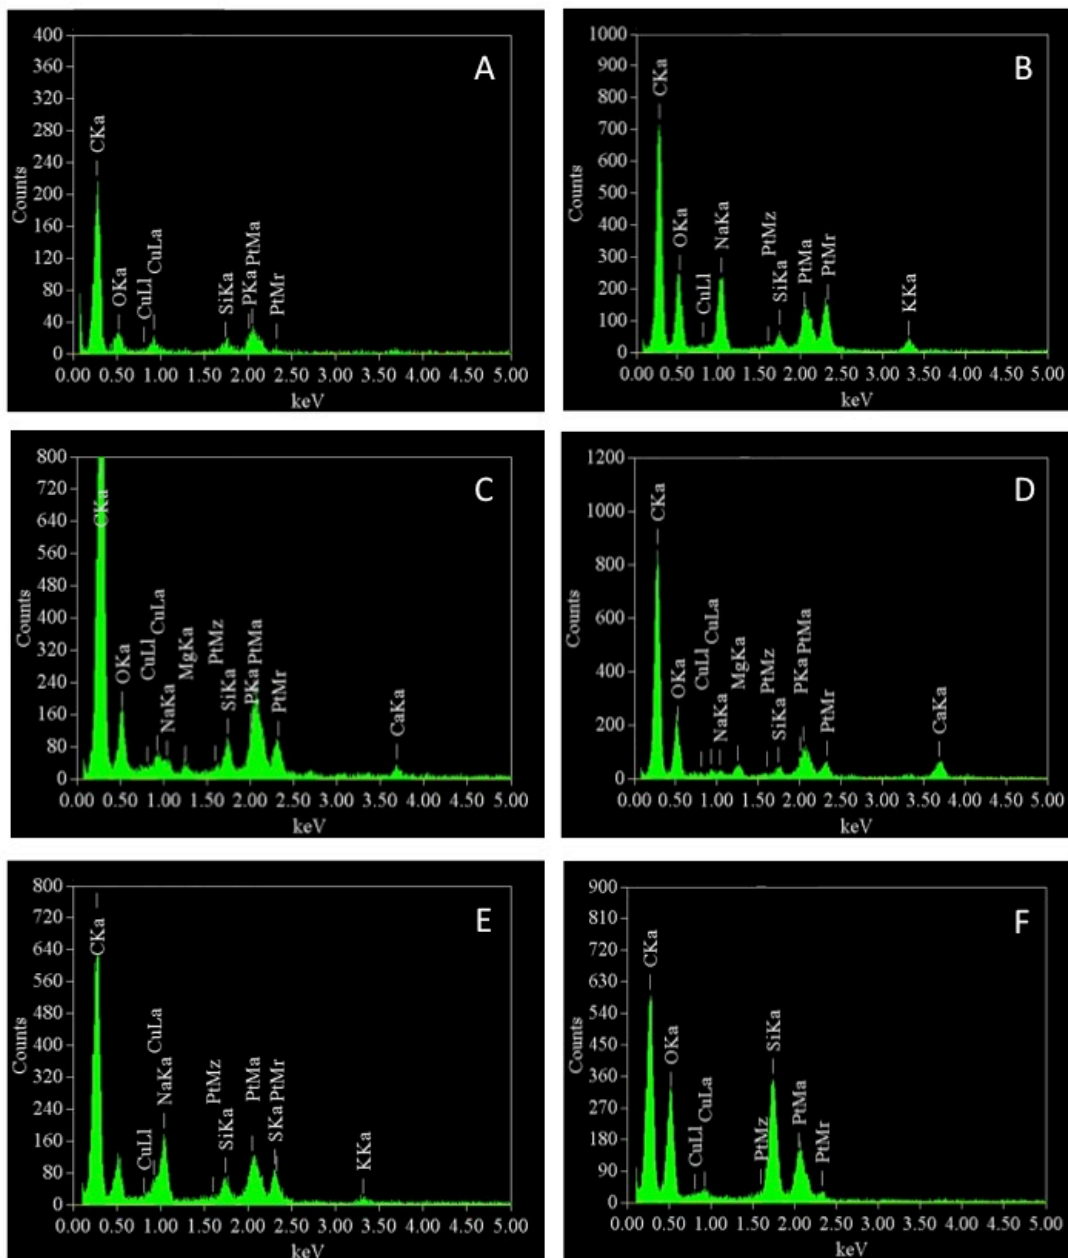 A
400
360
320
280
240
200
160
120
80
40
0
Counts
CKa
OKa
CuLl
CuLa
SiKa
PKa
PtMa
PtMr
0.00 0.50 1.00 1.50 2.00 2.50 3.00 3.50 4.00 4.50 5.00
keV
B
1000
900
800
700
600
500
400
300
200
100
0
Counts
CKa
OKa
CuLl
NaKa
PtMz
SiKa
PtMa
PtMr
KKa
0.00 0.50 1.00 1.50 2.00 2.50 3.00 3.50 4.00 4.50 5.00
keV
C
800
720
640
560
480
400
320
240
160
80
0
Counts
CKa
OKa
CuLl
CuLa
NaKa
MgKa
PtMz
SiKa
PKa
PtMa
PtMr
CaKa
0.00 0.50 1.00 1.50 2.00 2.50 3.00 3.50 4.00 4.50 5.00
keV
D
1200
1000
800
600
400
200
0
Counts
CKa
OKa
CuLl
CuLa
NaKa
MgKa
PtMz
SiKa
PKa
PtMa
PtMr
CaKa
0.00 0.50 1.00 1.50 2.00 2.50 3.00 3.50 4.00 4.50 5.00
keV
E
800
720
640
560
480
400
320
240
160
80
0
Counts
CKa
CuLl
CuLa
NaKa
PtMz
SiKa
PtMa
SKa
PtMr
KKa
0.00 0.50 1.00 1.50 2.00 2.50 3.00 3.50 4.00 4.50 5.00
keV
F
900
810
720
630
540
450
360
270
180
90
0
Counts
CKa
OKa
CuLl
CuLa
PtMz
SiKa
PtMa
PtMr
0.00 0.50 1.00 1.50 2.00 2.50 3.00 3.50 4.00 4.50 5.00
keV